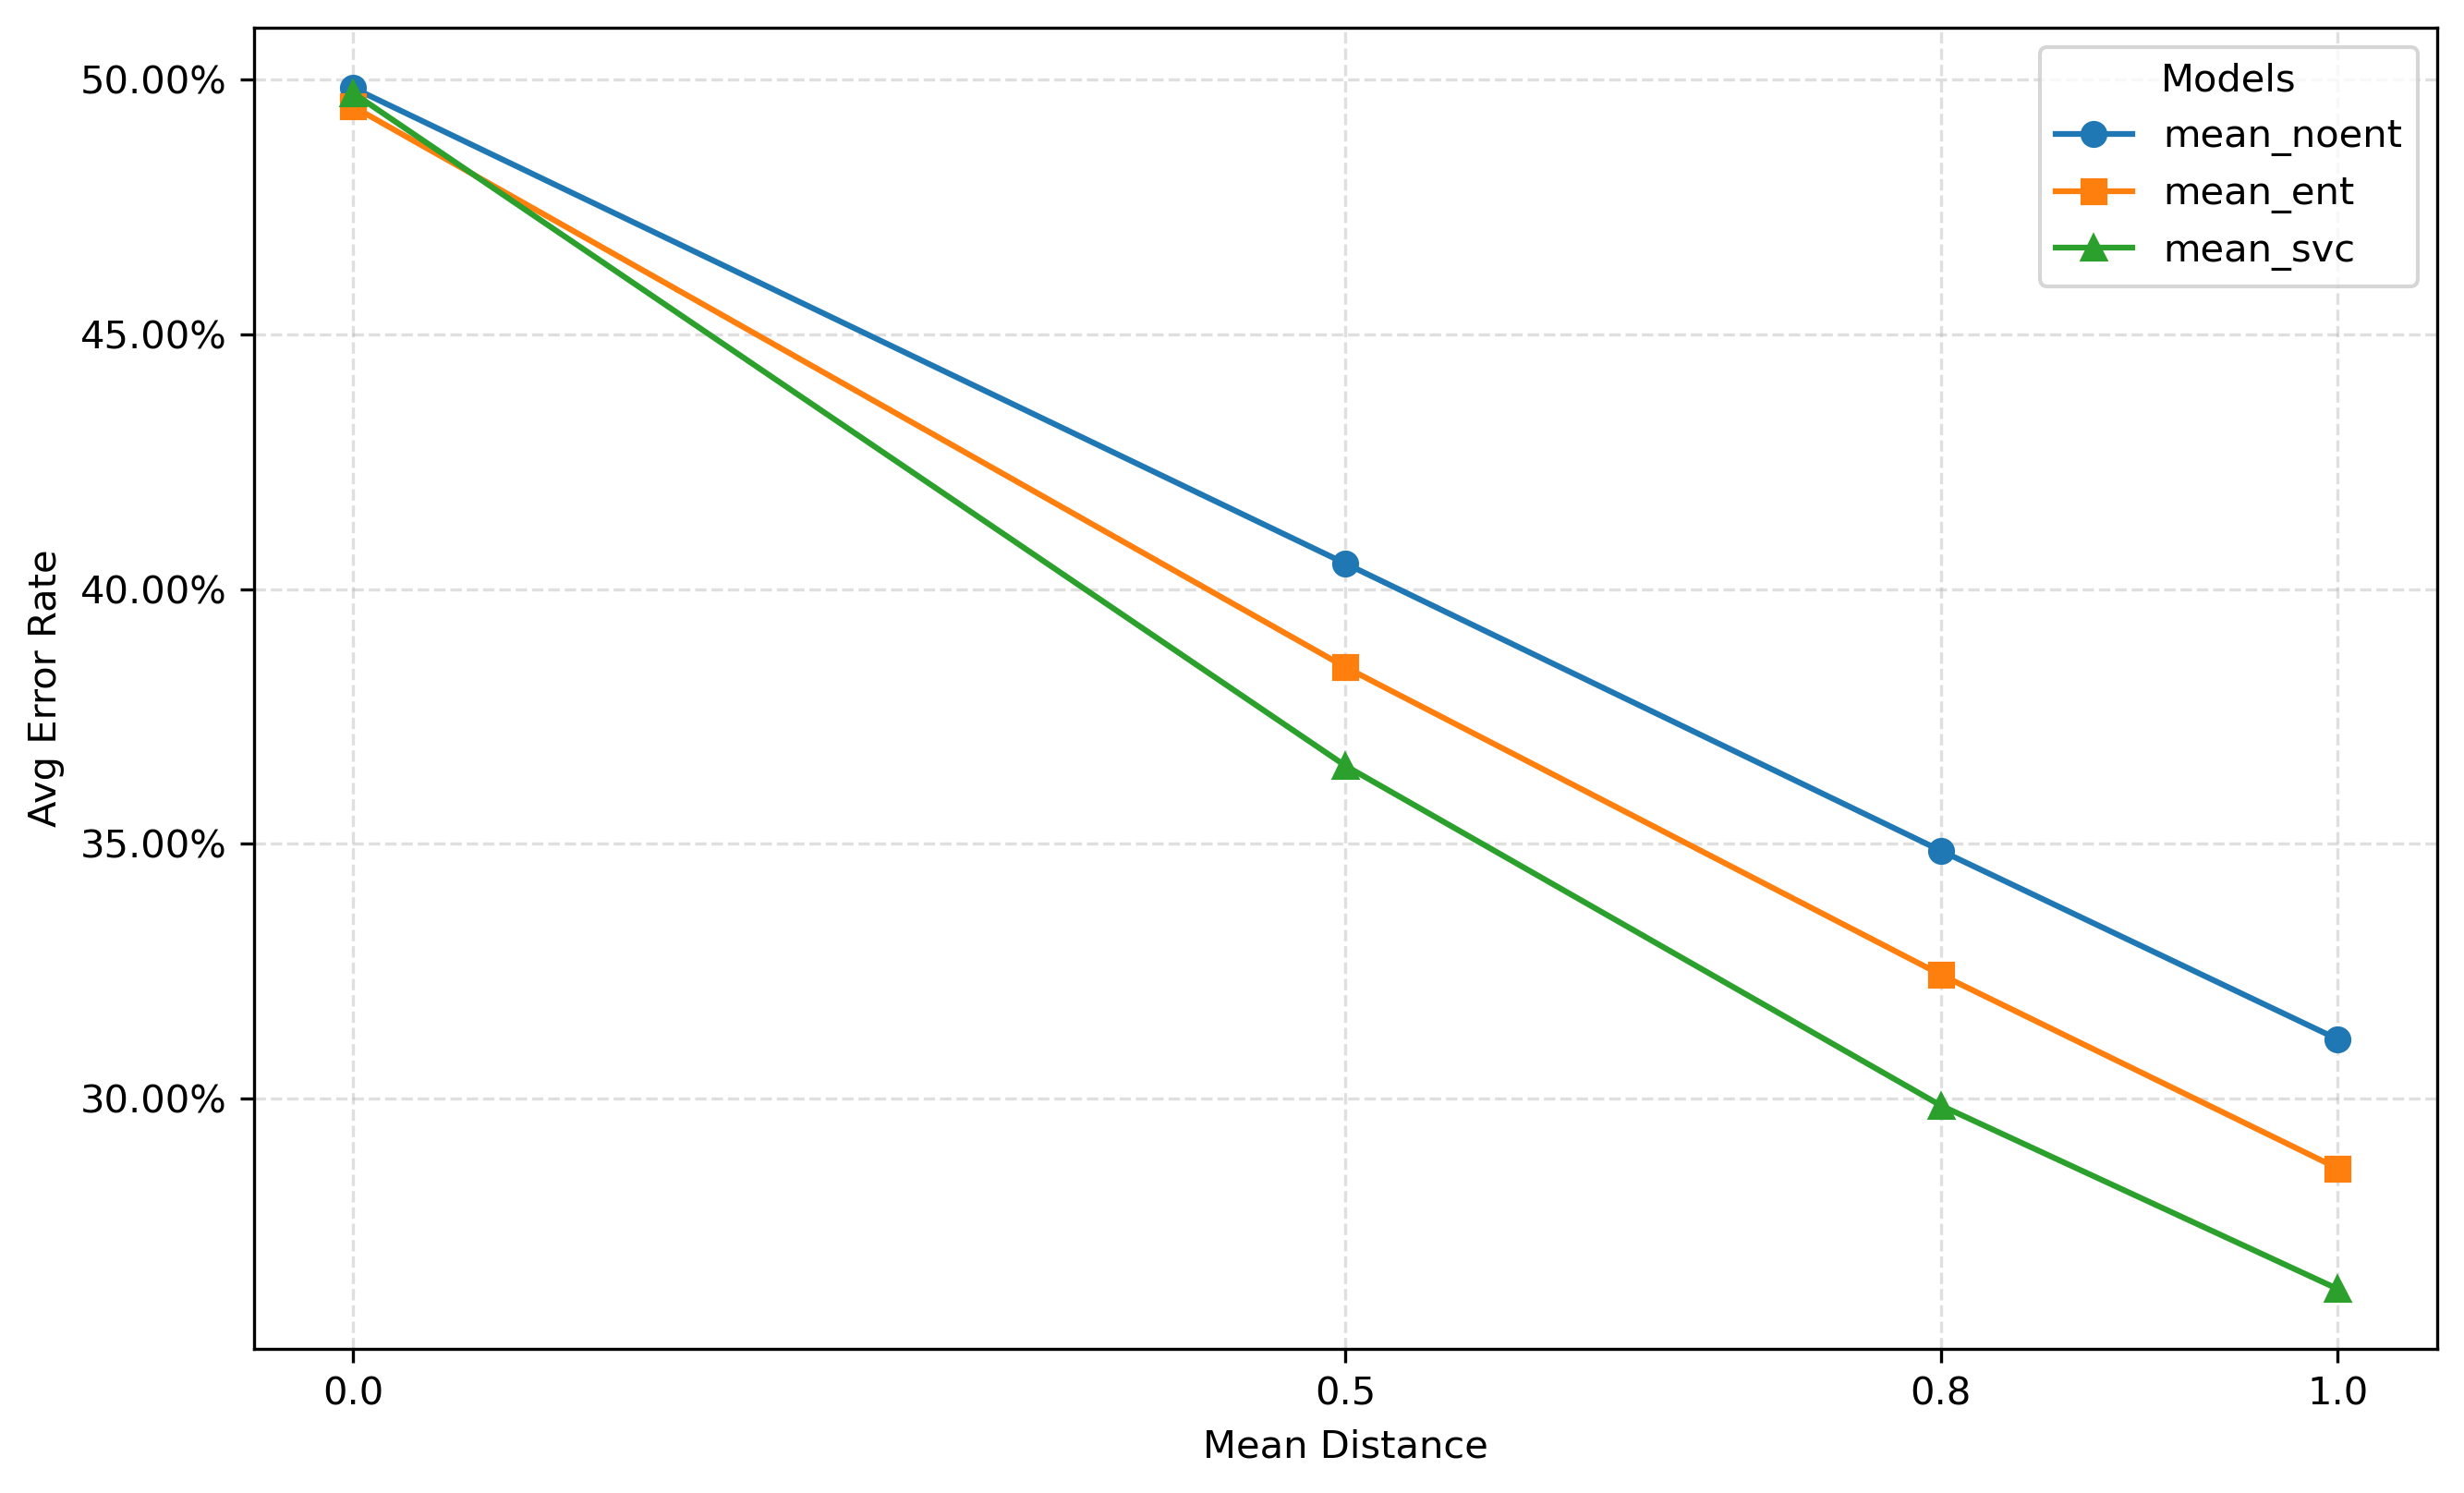 50.00%
45.00%
40.00%
35.00%
30.00%
Avg Error Rate
Models
mean_noent
mean_ent
mean_svc
0.0 0.5 0.8 1.0
Mean Distance